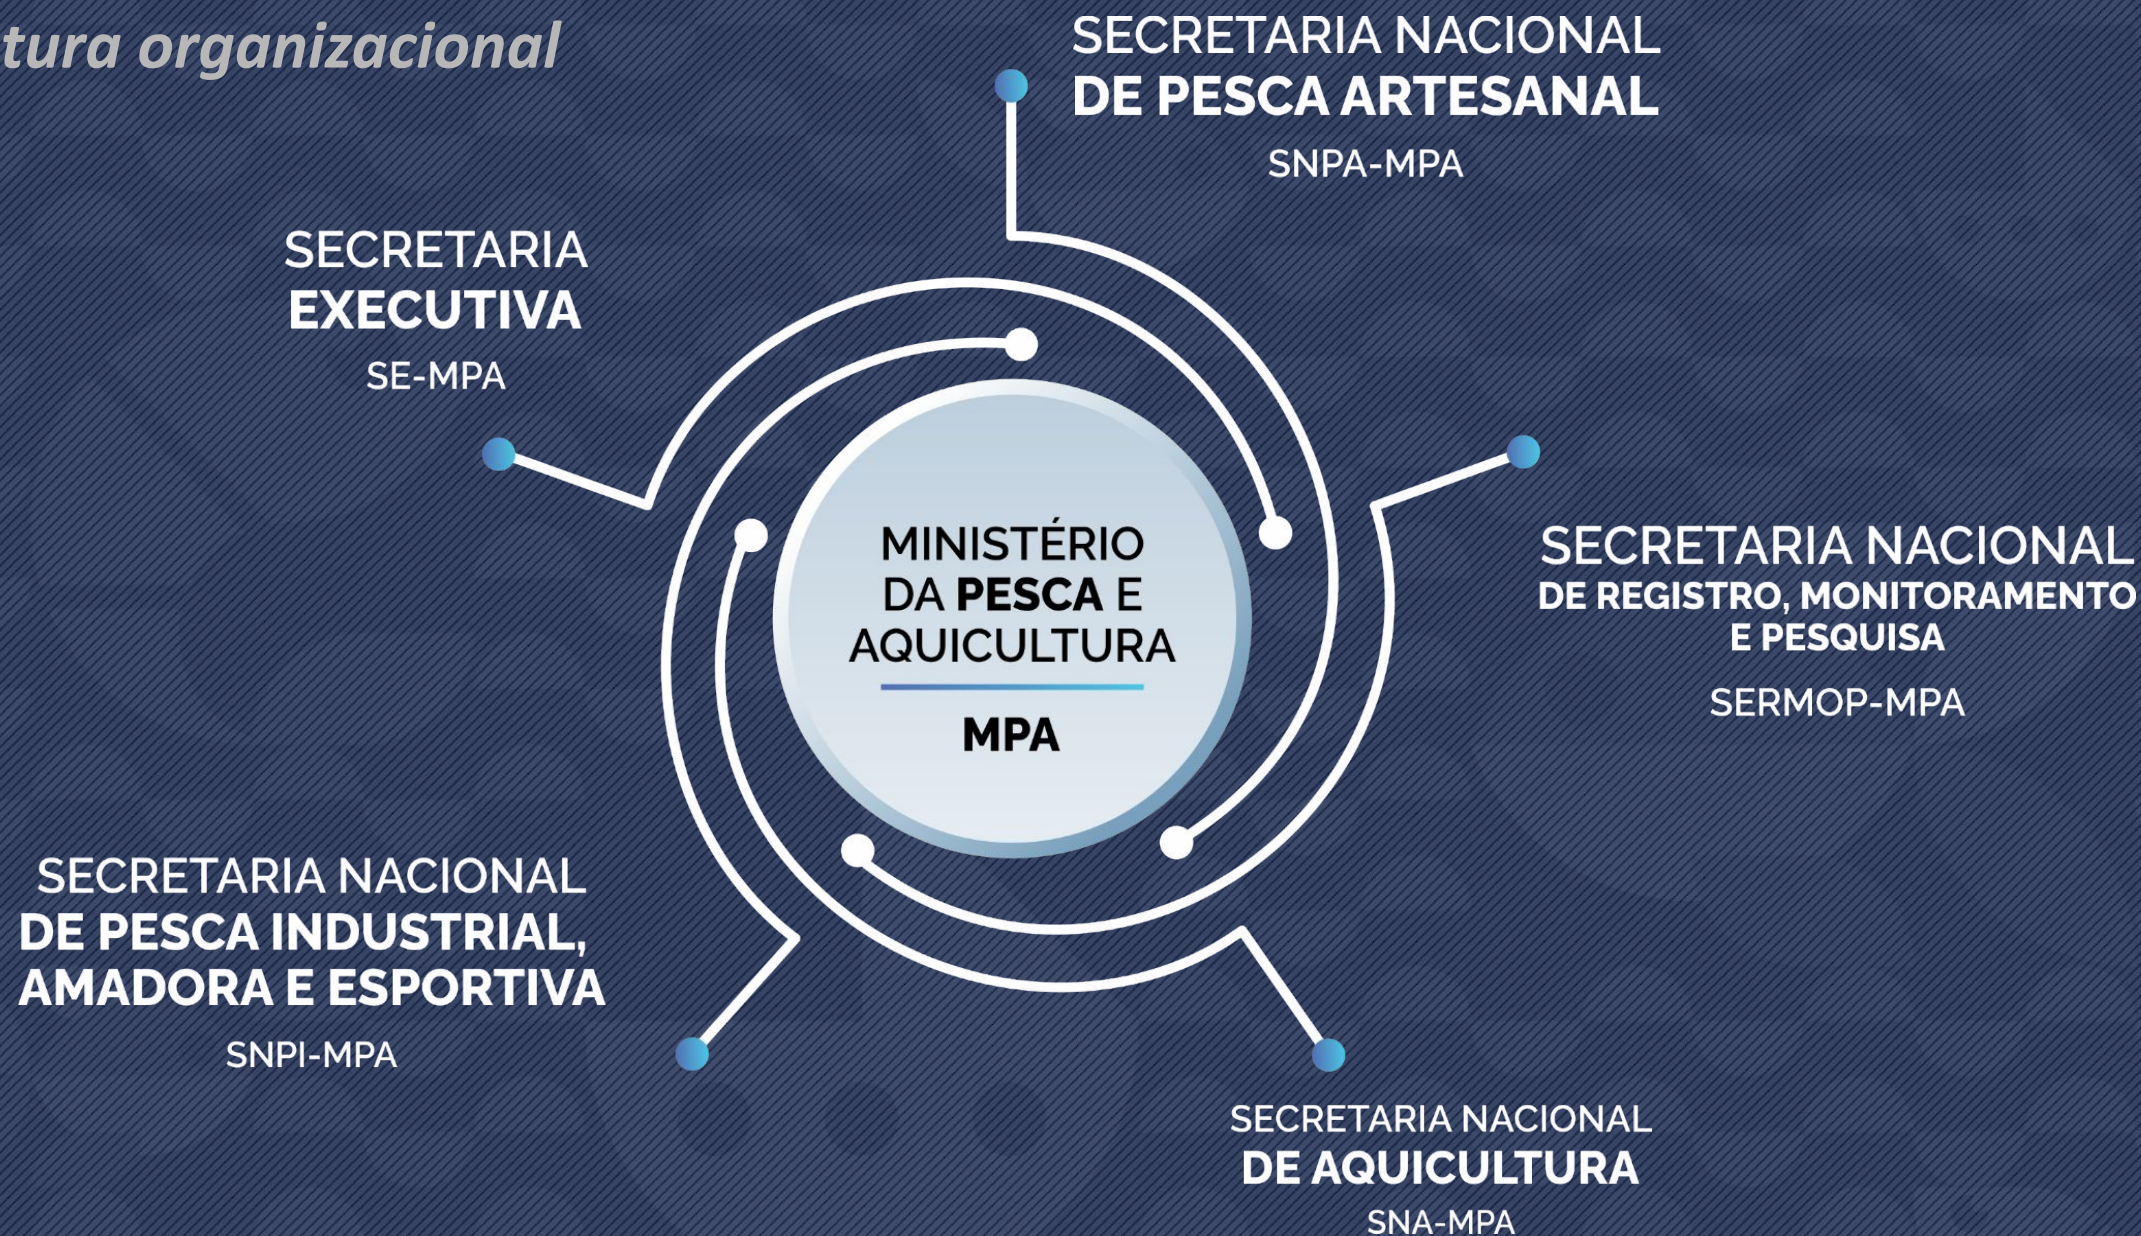 tura organizacional
SECRETARIA NACIONAL
DE PESCA ARTESANAL
SNPA-MPA
SECRETARIA
EXECUTIVA
SE-MPA
MINISTÉRIO
DA PESCA E
AQUICULTURA
MPA
SECRETARIA NACIONAL
DE REGISTRO, MONITORAMENTO
E PESQUISA
SERMOP-MPA
SECRETARIA NACIONAL
DE PESCA INDUSTRIAL,
AMADORA E ESPORTIVA
SNPI-MPA
SECRETARIA NACIONAL
DE AQUICULTURA
SNA-MPA